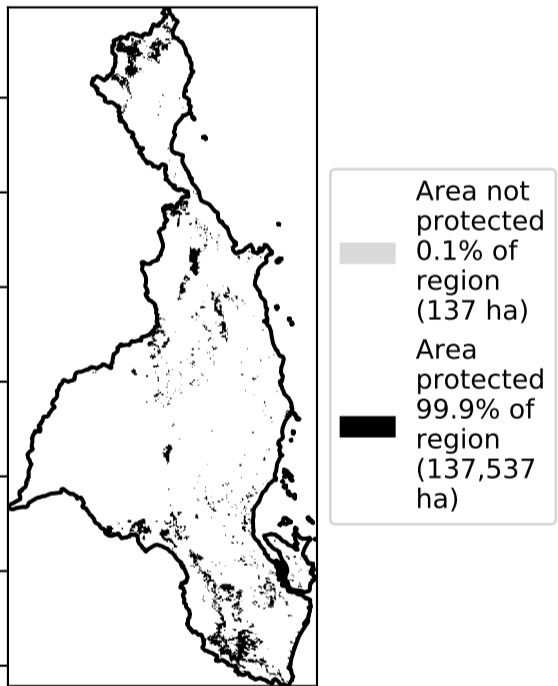 Area not
protected
0.1% of
region
(137 ha)
Area
protected
99.9% of
region
(137,537
ha)